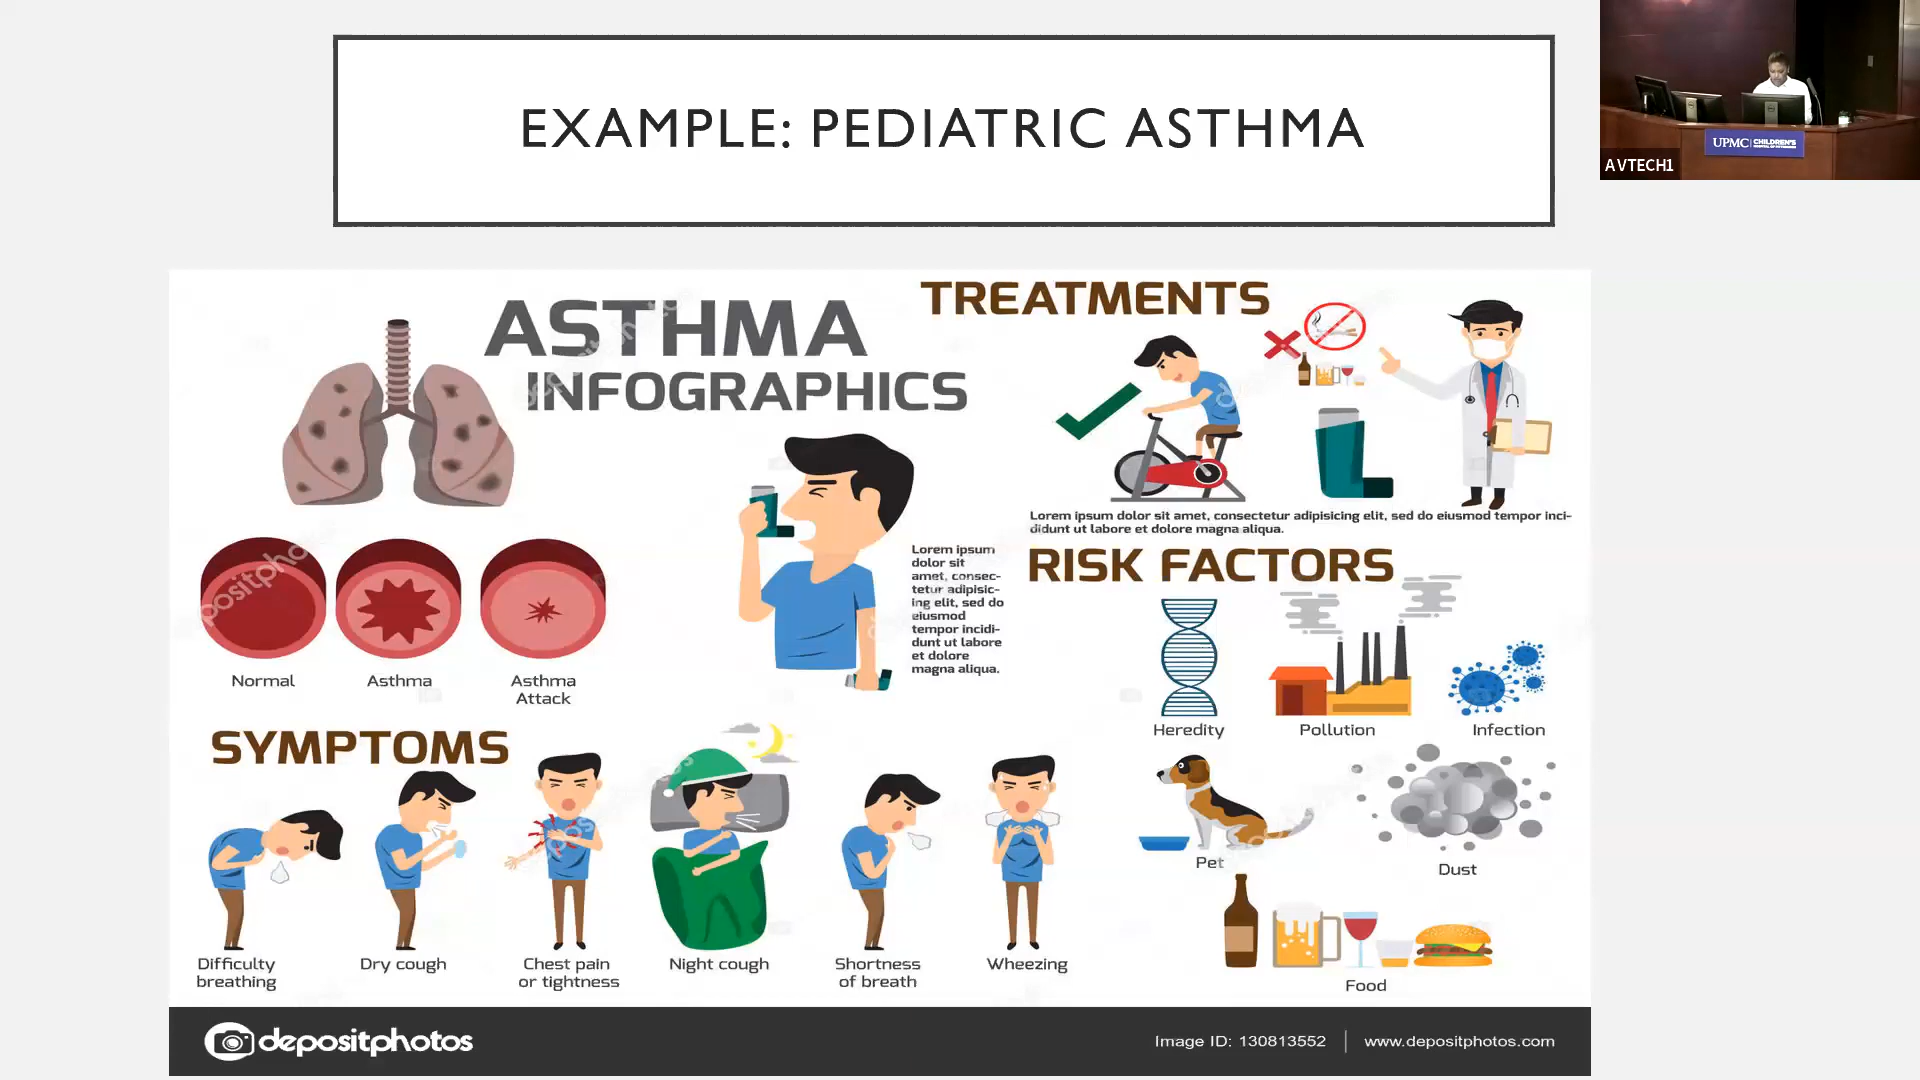 EXAMPLE: PEDIATRIC ASTHMA
UPMC | CHILDREN'S
AVTECH1
ASTHMA
INFOGRAPHICS
Normal
Asthma
Asthma
Attack
Lorem ipsum
dolor sit
amet, consec-
tetur adipisic-
ing elit, sed do
eiusmod
tempor incidi-
dunt ut labore
et dolore
magna aliqua.
TREATMENTS
Lorem ipsum dolor sit amet, consectetur adipisicing elit, sed do eiusmod tempor inci-
didunt ut labore et dolore magna aliqua.
RISK FACTORS
Heredity
Pollution
Infection
Pet
Dust
Food
SYMPTOMS
Difficulty
breathing
Dry cough
Chest pain
or tightness
Night cough
Shortness
of breath
Wheezing
depositphotos
Image ID: 130813552 | www.depositphotos.com